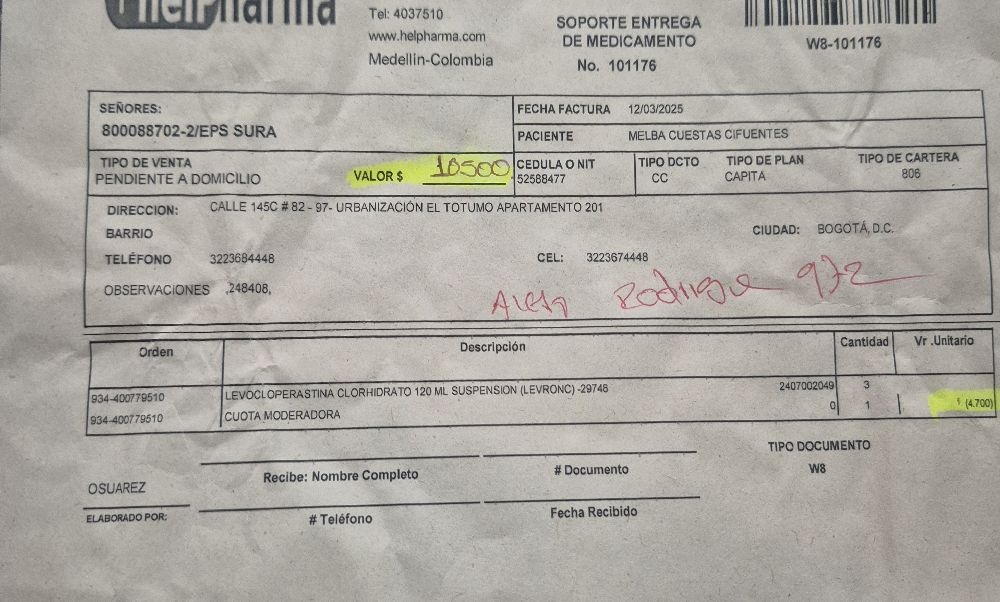 HelPharma
Tel: 4037510
www.helpharma.com
Medellin-Colombia
SOPORTE ENTREGA
DE MEDICAMENTO
No. 101176
W8-101176
SEÑORES:
800088702-2/EPS SURA
FECHA FACTURA 12/03/2025
PACIENTE MELBA CUESTAS CIFUENTES
TIPO DE VENTA
PENDIENTE A DOMICILIO
VALOR $ 18500
CEDULA O NIT
52588477
TIPO DCTO
CC
TIPO DE PLAN
CAPITA
TIPO DE CARTERA
806
DIRECCION: CALLE 145C # 82 - 97- URBANIZACIÓN EL TOTUMO APARTAMENTO 201
BARRIO
CIUDAD: BOGOTÁ, D.C.
TELÉFONO 3223684448
CEL: 3223674448
OBSERVACIONES ,248408,
Rodrigue 972
Orden Descripción Cantidad Vr .Unitario
934-400779510 LEVOCLOPERASTINA CLORHIDRATO 120 ML SUSPENSION (LEVRONC) -29748 2407002049 3
934-400779510 CUOTA MODERADORA 0 1 $ (4.700)
TIPO DOCUMENTO
W8
Recibe: Nombre Completo # Documento
OSUAREZ
ELABORADO POR:
# Teléfono Fecha Recibido